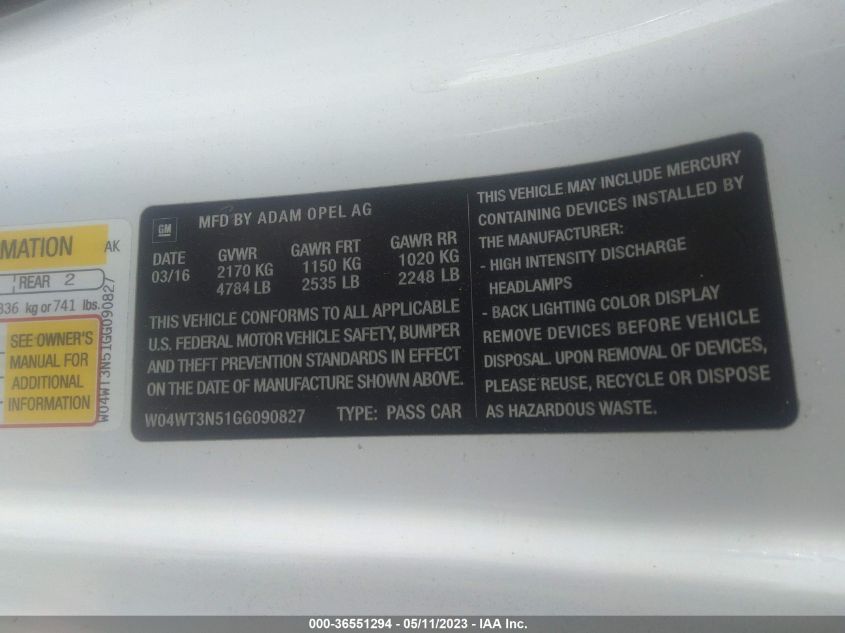 MATION
AK
REAR 2
336 kg or 741 lbs.
SEE OWNER'S
MANUAL FOR
ADDITIONAL
INFORMATION
W04WT3N51GG090827
GM
MFD BY ADAM OPEL AG
DATE GVWR GAWR FRT GAWR RR
03/16 2170 KG 1150 KG 1020 KG
4784 LB 2535 LB 2248 LB
THIS VEHICLE CONFORMS TO ALL APPLICABLE
U.S. FEDERAL MOTOR VEHICLE SAFETY, BUMPER
AND THEFT PREVENTION STANDARDS IN EFFECT
ON THE DATE OF MANUFACTURE SHOWN ABOVE.
W04WT3N51GG090827 TYPE: PASS CAR
THIS VEHICLE MAY INCLUDE MERCURY
CONTAINING DEVICES INSTALLED BY
THE MANUFACTURER:
- HIGH INTENSITY DISCHARGE
HEADLAMPS
- BACK LIGHTING COLOR DISPLAY
REMOVE DEVICES BEFORE VEHICLE
DISPOSAL. UPON REMOVAL OF DEVICES,
PLEASE REUSE, RECYCLE OR DISPOSE
AS HAZARDOUS WASTE.
000-36551294 - 05/11/2023 - IAA Inc.